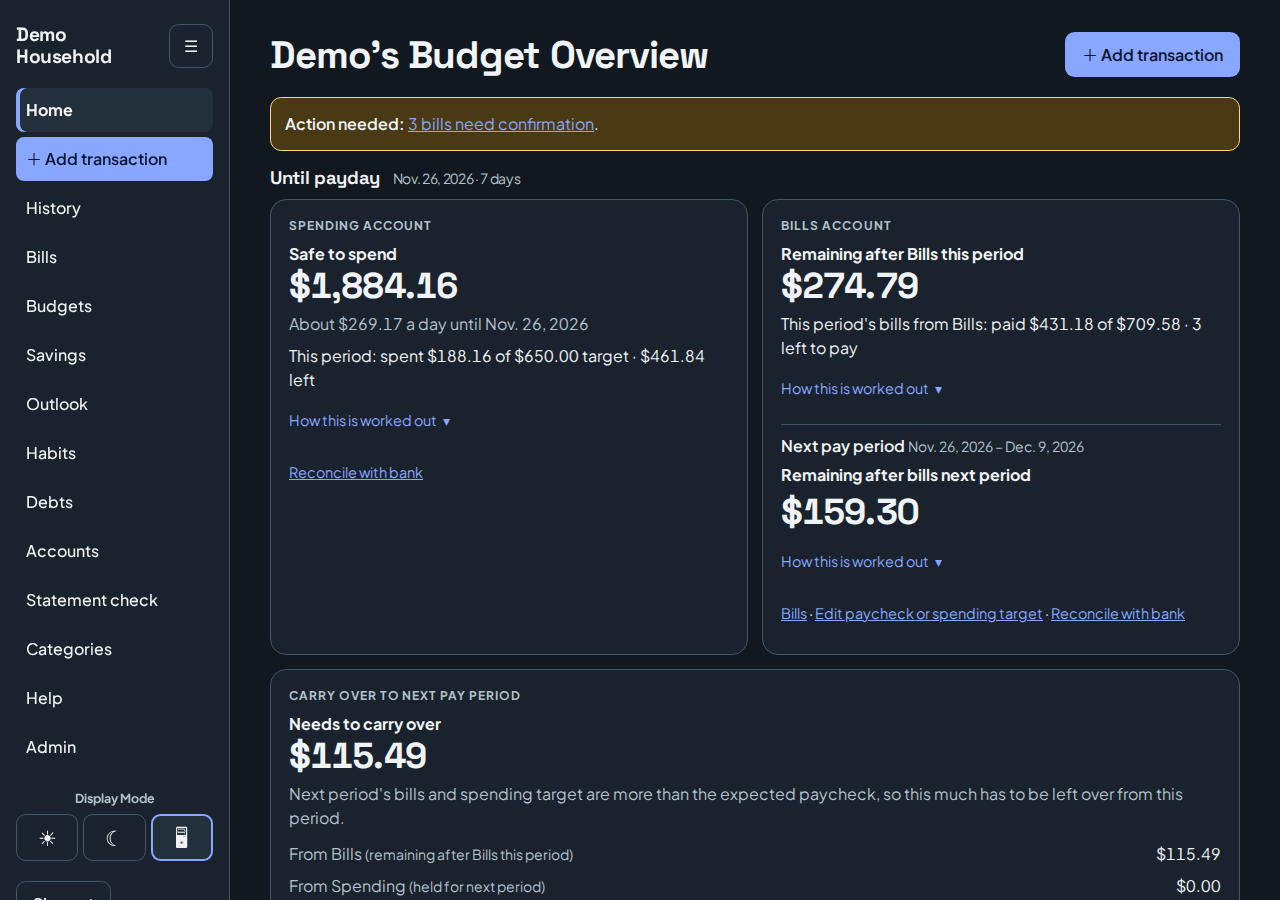 Demo
Household
☰
Home
+ Add transaction
History
Bills
Budgets
Savings
Outlook
Habits
Debts
Accounts
Statement check
Categories
Help
Admin
Display Mode
Demo's Budget Overview
+ Add transaction
Action needed: 3 bills need confirmation.
Until payday Nov. 26, 2026 · 7 days
SPENDING ACCOUNT
Safe to spend
$1,884.16
About $269.17 a day until Nov. 26, 2026
This period: spent $188.16 of $650.00 target · $461.84
left
How this is worked out ▼
Reconcile with bank
BILLS ACCOUNT
Remaining after Bills this period
$274.79
This period's bills from Bills: paid $431.18 of $709.58 · 3
left to pay
How this is worked out ▼
Next pay period Nov. 26, 2026 – Dec. 9, 2026
Remaining after bills next period
$159.30
How this is worked out ▼
Bills · Edit paycheck or spending target · Reconcile with bank
CARRY OVER TO NEXT PAY PERIOD
Needs to carry over
$115.49
Next period's bills and spending target are more than the expected paycheck, so this much has to be left over from this
period.
From Bills (remaining after Bills this period) $115.49
From Spending (held for next period) $0.00